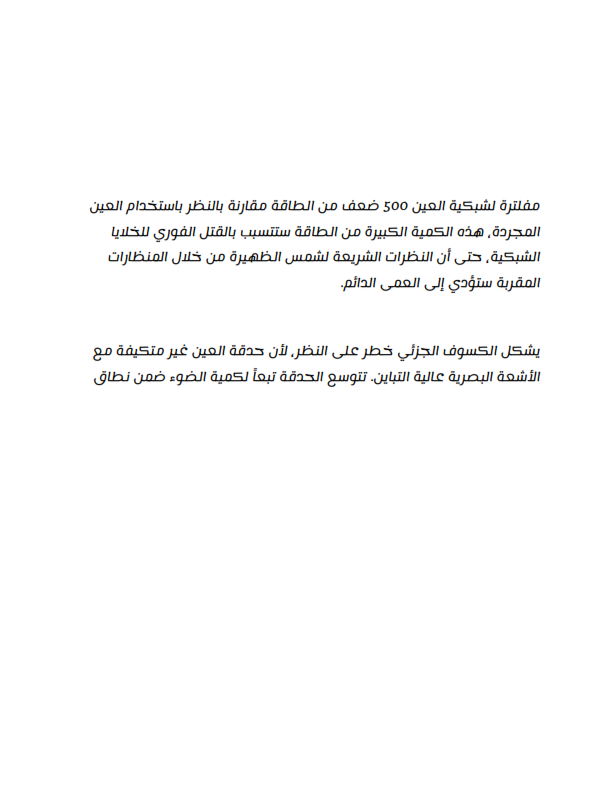 مفلترة لشبكية العين 500 ضعف من الطاقة مقارنة بالنظر باستخدام العين
المجردة، هذه الكمية الكبيرة من الطاقة ستتسبب بالقتل الفوري للخلايا
الشبكية، حتى أن النظرات الشريعة لشمس الظهيرة من خلال المنظارات
المقربة ستؤدي إلى العمى الدائم.
يشكل الكسوف الجزئي خطر على النظر، لأن حدقة العين غير متكيفة مع
الأشعة البصرية عالية التباين. تتوسع الحدقة تبعاً لكمية الضوء ضمن نطاق